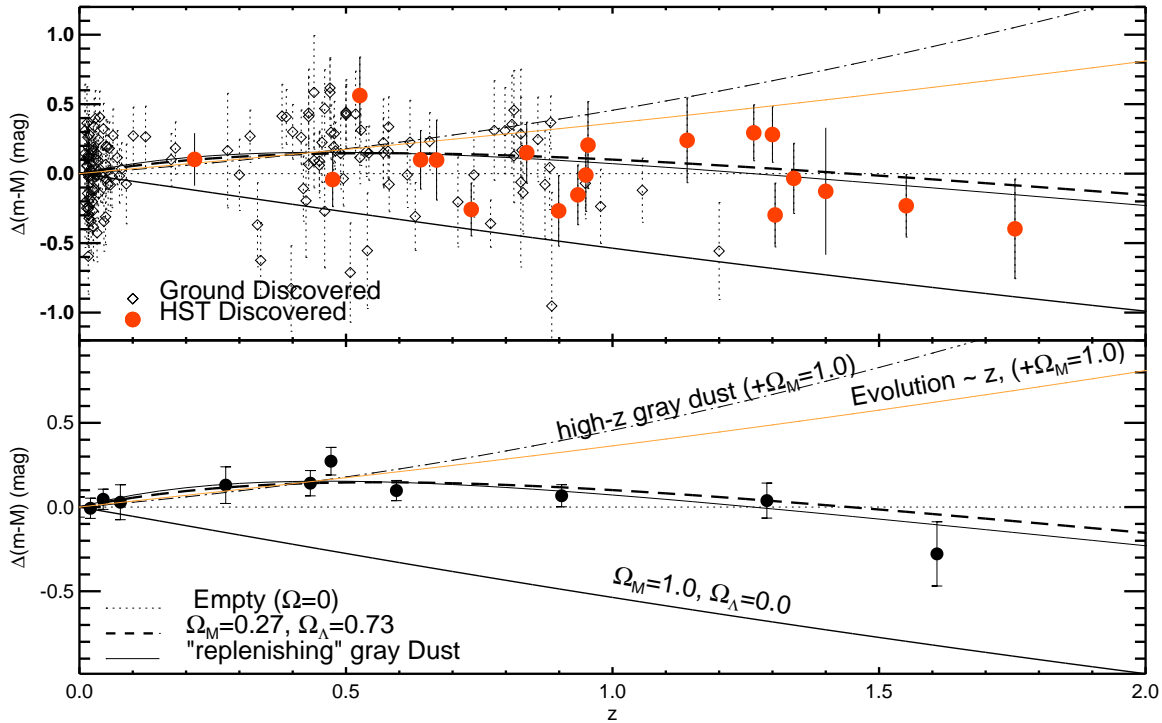 1.0
0.5
0.0
-0.5
-1.0
Δ(m-M) (mag)
Ground Discovered
HST Discovered
0.5
0.0
-0.5
Δ(m-M) (mag)
high-z gray dust (+Ω_M=1.0)
Evolution ~ z, (+Ω_M=1.0)
Ω_M=1.0, Ω_Λ=0.0
Empty (Ω=0)
Ω_M=0.27, Ω_Λ=0.73
"replenishing" gray Dust
0.0 0.5 1.0 1.5 2.0
z